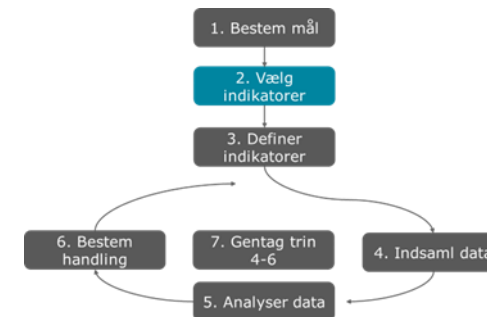 1. Bestem mål
2. Vælg
indikatorer
3. Definer
indikatorer
6. Bestem
handling
7. Gentag trin
4-6
4. Indsaml data
5. Analyser data